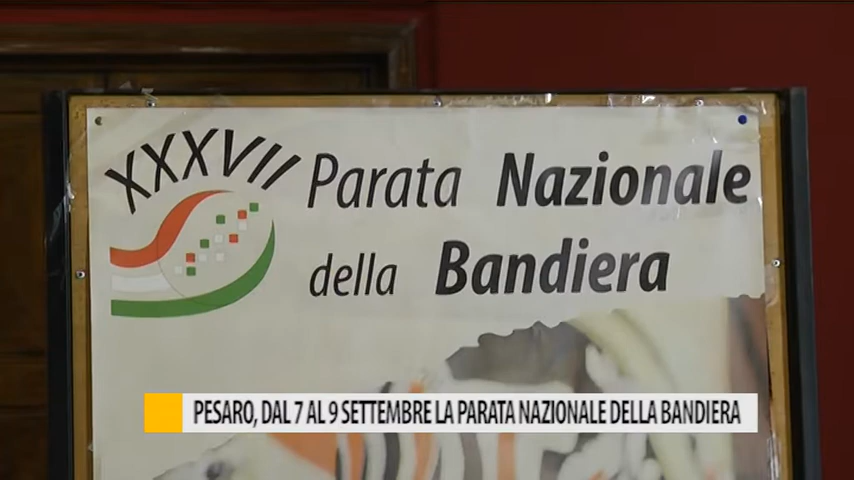 XXXVII Parata Nazionale
della Bandiera
PESARO, DAL 7 AL 9 SETTEMBRE LA PARATA NAZIONALE DELLA BANDIERA